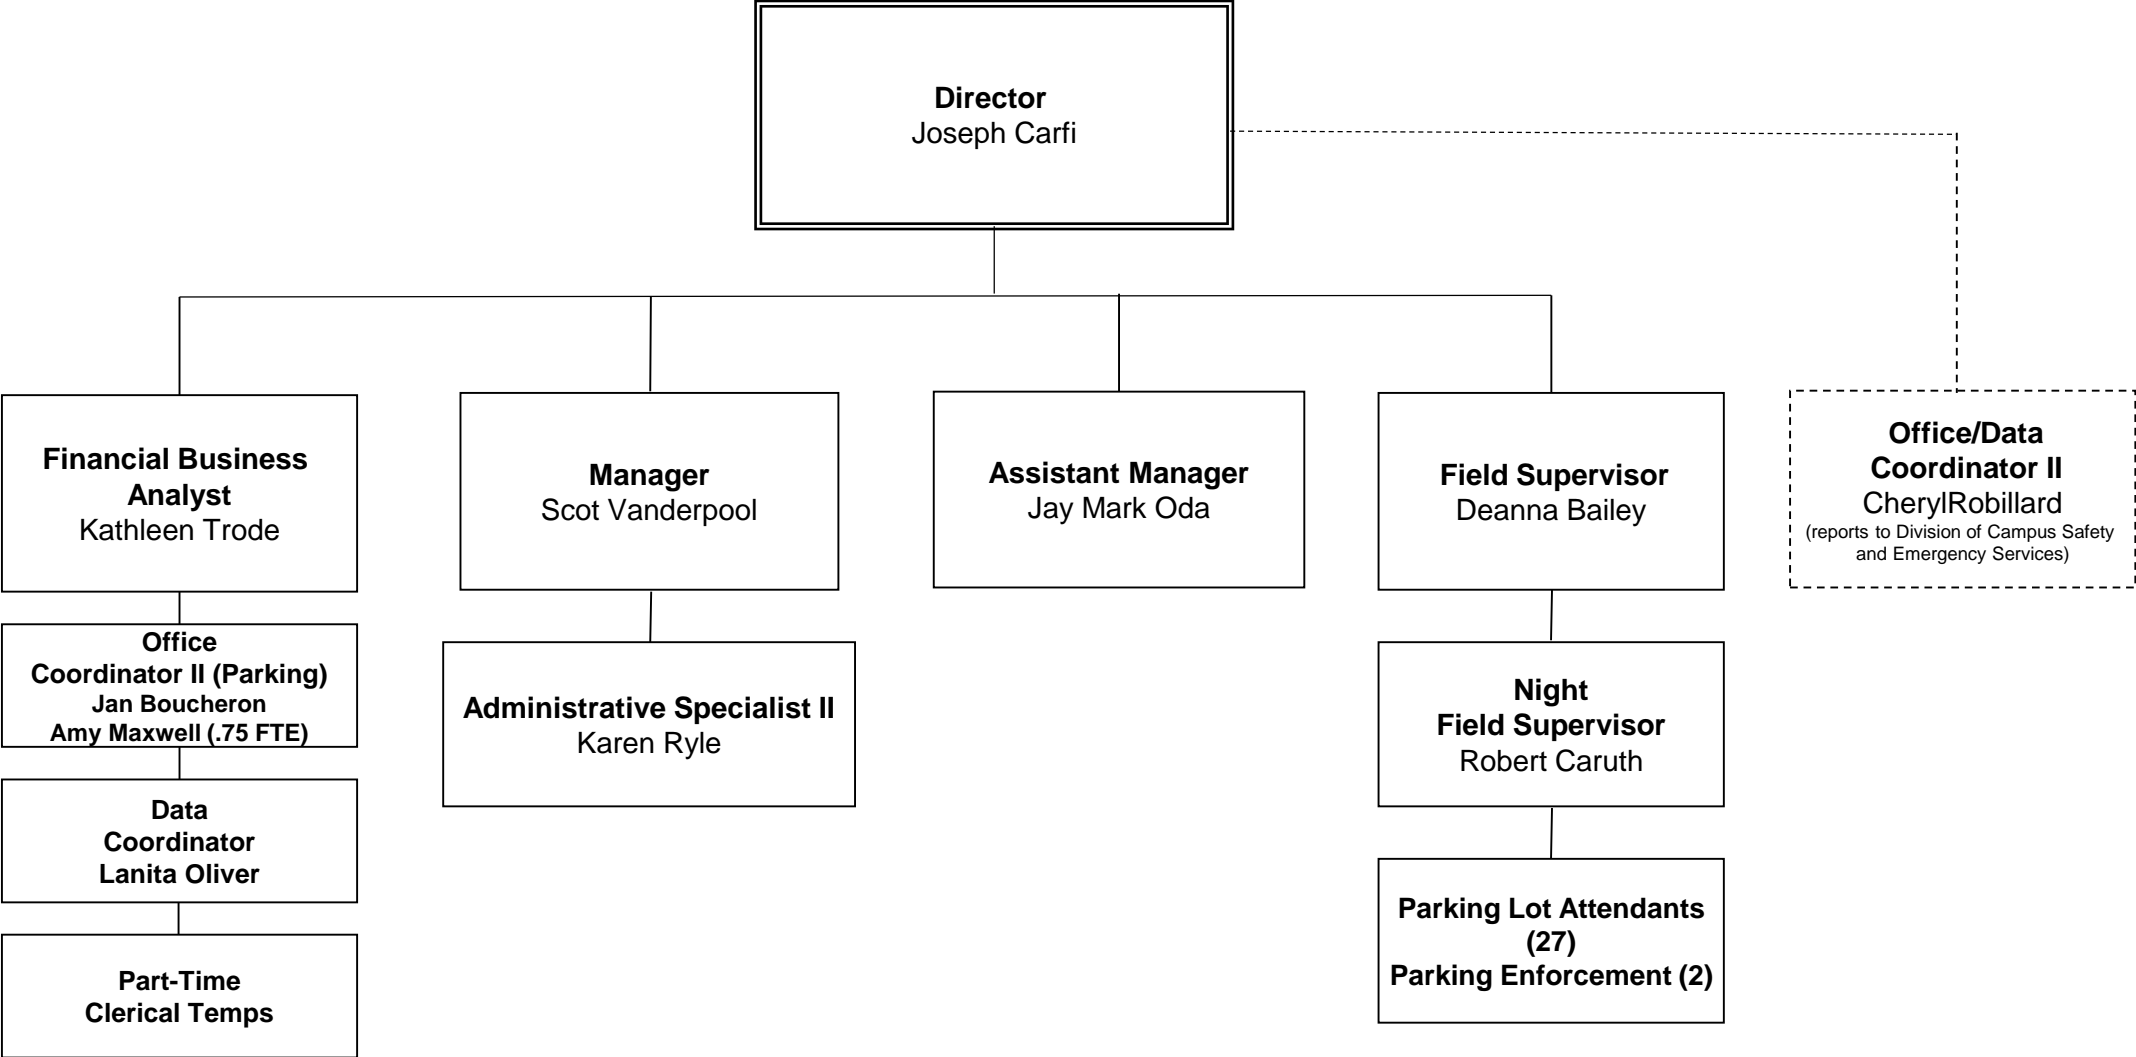 Director
Joseph Carfi
Financial Business
Analyst
Kathleen Trode
Manager
Scot Vanderpool
Assistant Manager
Jay Mark Oda
Field Supervisor
Deanna Bailey
Office/Data
Coordinator II
CherylRobillard
(reports to Division of Campus Safety
and Emergency Services)
Office
Coordinator II (Parking)
Jan Boucheron
Amy Maxwell (.75 FTE)
Administrative Specialist II
Karen Ryle
Night
Field Supervisor
Robert Caruth
Data
Coordinator
Lanita Oliver
Parking Lot Attendants
(27)
Parking Enforcement (2)
Part-Time
Clerical Temps